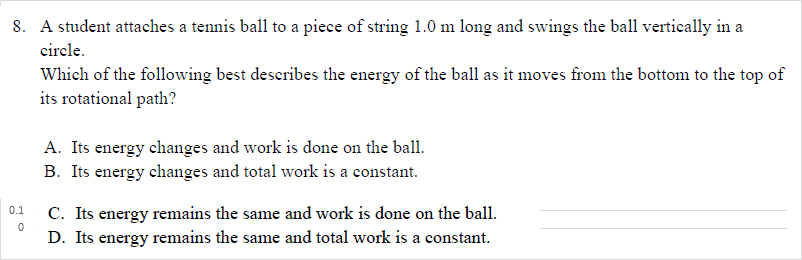 8. A student attaches a tennis ball to a piece of string 1.0 m long and swings the ball vertically in a
circle.
Which of the following best describes the energy of the ball as it moves from the bottom to the top of
its rotational path?
A. Its energy changes and work is done on the ball.
B. Its energy changes and total work is a constant.
0.1 C. Its energy remains the same and work is done on the ball.
0 D. Its energy remains the same and total work is a constant.